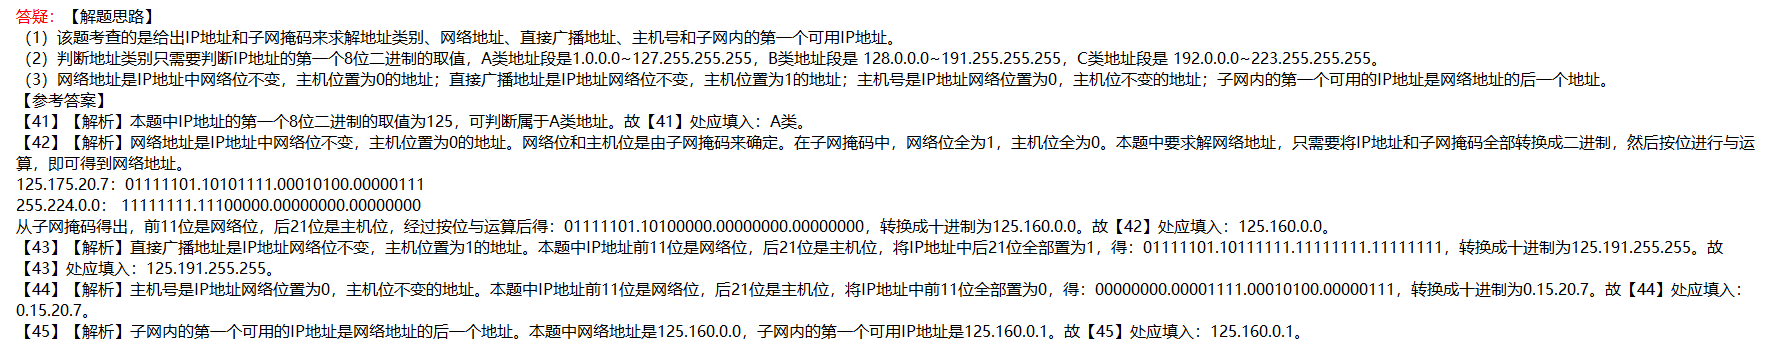 答疑：【解题思路】
（1）该题考查的是给出IP地址和子网掩码来求解地址类别、网络地址、直接广播地址、主机号和子网内的第一个可用IP地址。
（2）判断地址类别只需要判断IP地址的第一个8位二进制的取值，A类地址段是1.0.0.0~127.255.255.255，B类地址段是 128.0.0.0~191.255.255.255，C类地址段是 192.0.0.0~223.255.255.255。
（3）网络地址是IP地址中网络位不变，主机位置为0的地址；直接广播地址是IP地址网络位不变，主机位置为1的地址；主机号是IP地址网络位置为0，主机位不变的地址；子网内的第一个可用的IP地址是网络地址的后一个地址。
【参考答案】
【41】【解析】本题中IP地址的第一个8位二进制的取值为125，可判断属于A类地址。故【41】处应填入：A类。
【42】【解析】网络地址是IP地址中网络位不变，主机位置为0的地址。网络位和主机位是由子网掩码来确定。在子网掩码中，网络位全为1，主机位全为0。本题中要求解网络地址，只需要将IP地址和子网掩码全部转换成二进制，然后按位进行与运
算，即可得到网络地址。
125.175.20.7：01111101.10101111.00010100.00000111
255.224.0.0： 11111111.11100000.00000000.00000000
从子网掩码得出，前11位是网络位，后21位是主机位，经过按位与运算后得：01111101.10100000.00000000.00000000，转换成十进制为125.160.0.0。故【42】处应填入：125.160.0.0。
【43】【解析】直接广播地址是IP地址网络位不变，主机位置为1的地址。本题中IP地址前11位是网络位，后21位是主机位，将IP地址中后21位全部置为1，得：01111101.10111111.11111111.11111111，转换成十进制为125.191.255.255。故
【43】处应填入：125.191.255.255。
【44】【解析】主机号是IP地址网络位置为0，主机位不变的地址。本题中IP地址前11位是网络位，后21位是主机位，将IP地址中前11位全部置为0，得：00000000.00001111.00010100.00000111，转换成十进制为0.15.20.7。故【44】处应填入：
0.15.20.7。
【45】【解析】子网内的第一个可用的IP地址是网络地址的后一个地址。本题中网络地址是125.160.0.0，子网内的第一个可用IP地址是125.160.0.1。故【45】处应填入：125.160.0.1。